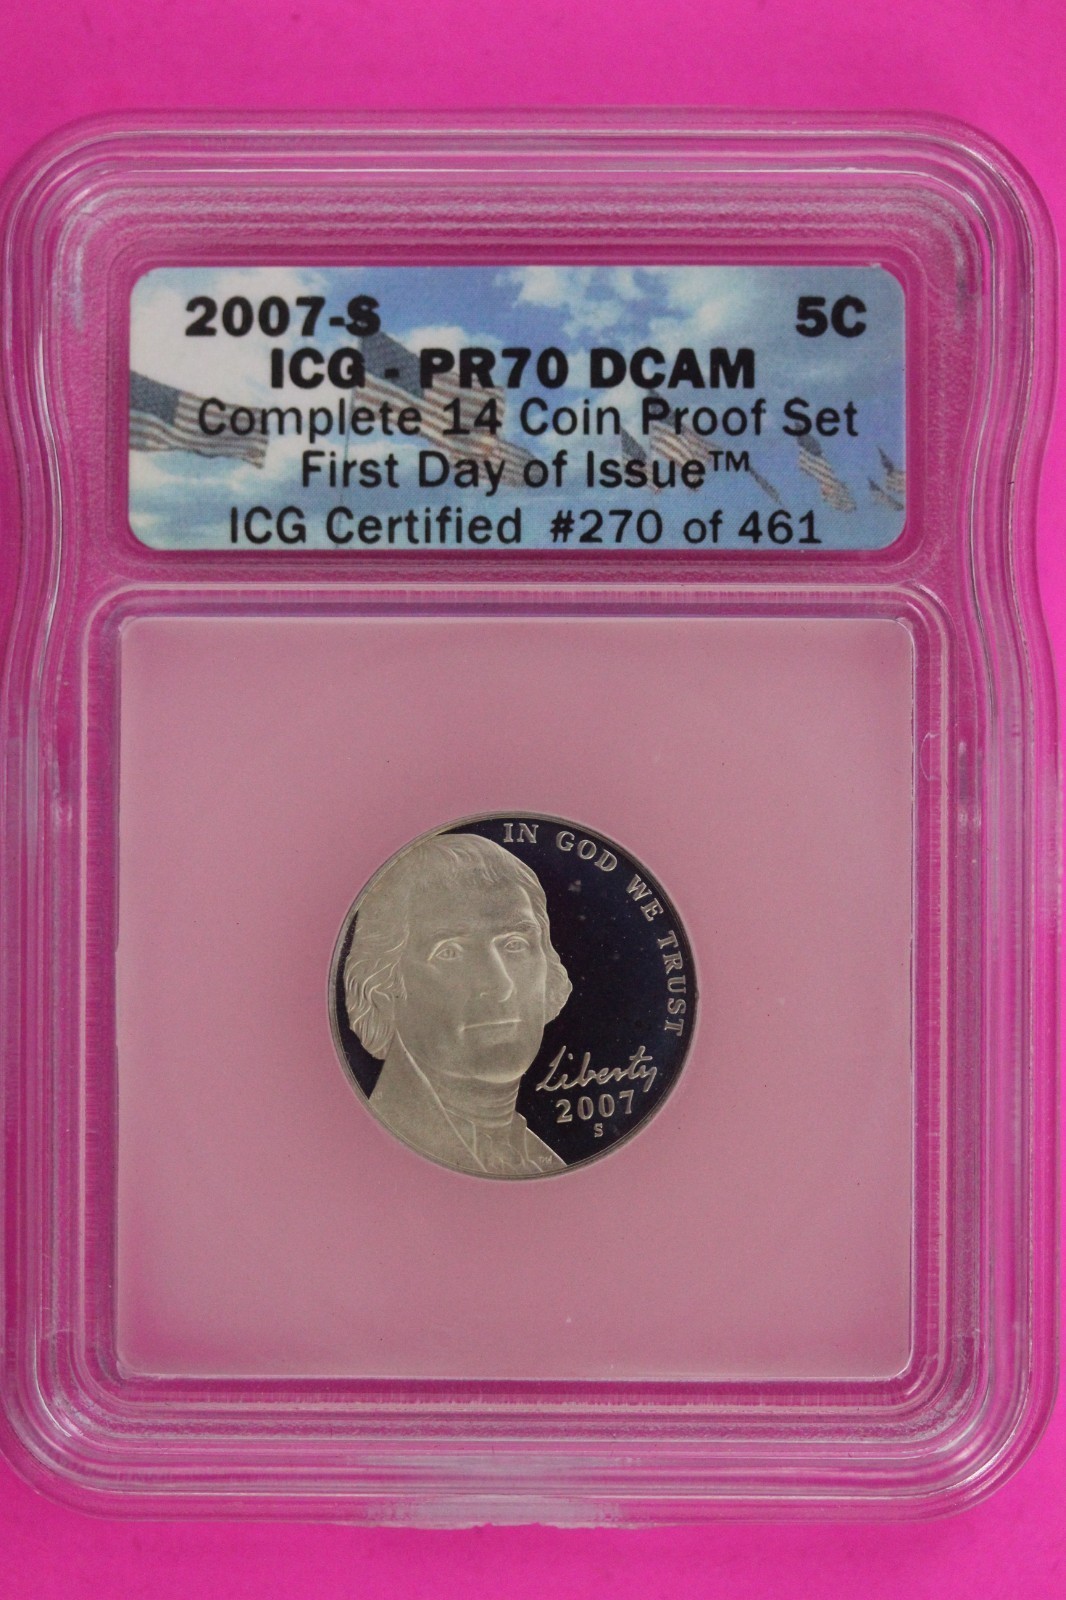 2007-S 5C
ICG - PR70 DCAM
Complete 14 Coin Proof Set
First Day of Issue™
ICG Certified #270 of 461
IN GOD WE TRUST
Liberty
2007
S